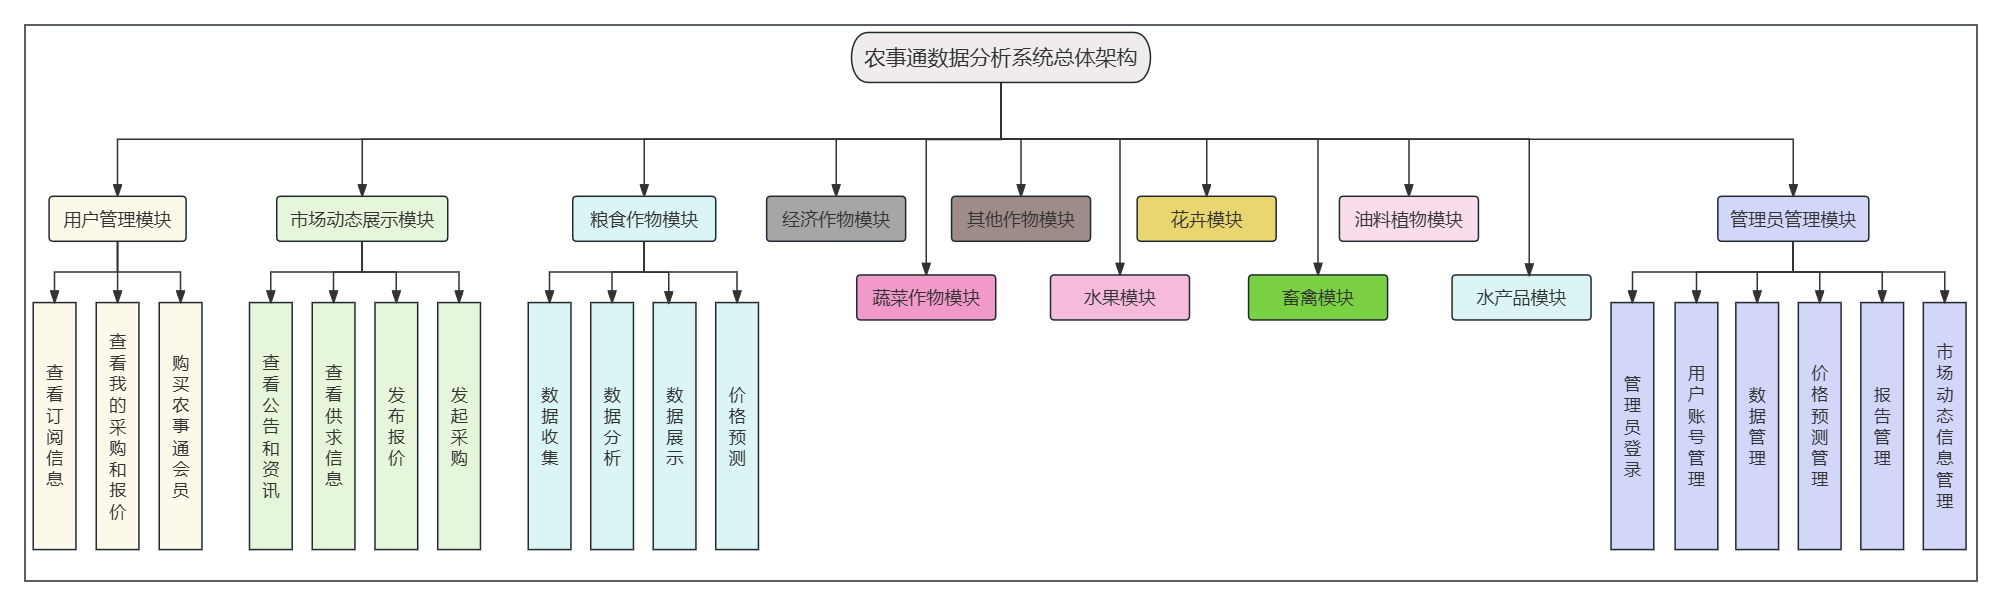 农事通数据分析系统总体架构
用户管理模块
市场动态展示模块
粮食作物模块
经济作物模块
其他作物模块
花卉模块
油料植物模块
管理员管理模块
蔬菜作物模块
水果模块
畜禽模块
水产品模块
查看订阅信息
查看我的采购和报价
购买农事通会员
查看公告和资讯
查看供求信息
发布报价
发起采购
数据收集
数据分析
数据展示
价格预测
管理员登录
用户账号管理
数据管理
价格预测管理
报告管理
市场动态信息管理